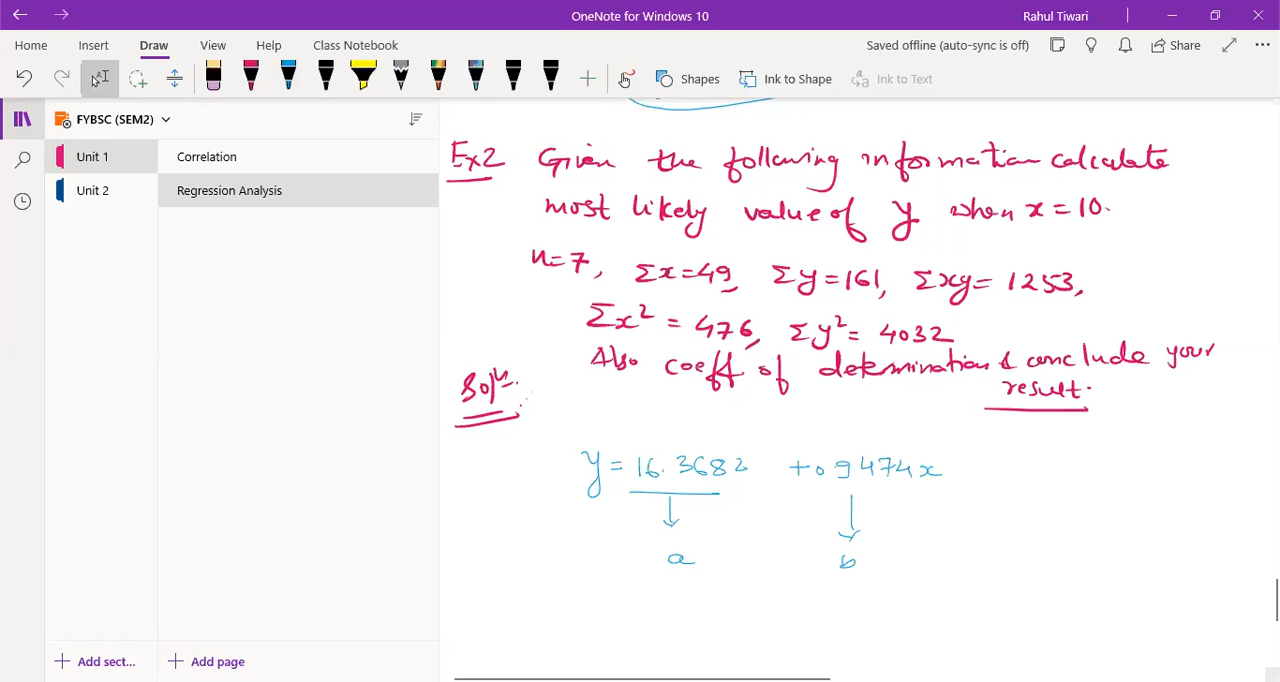 OneNote for Windows 10
Rahul Tiwari
Home Insert Draw View Help Class Notebook
Saved offline (auto-sync is off) Share
Shapes Ink to Shape Ink to Text
FYBSC (SEM2)
Unit 1
Unit 2
Correlation
Regression Analysis
Add sect...
Add page
Ex2 Given the following information calculate
most likely value of y when x = 10.
n=7, Σx=49, Σy=161, Σxy= 1253,
Σx² = 476, Σy²= 4032
Also coeff of determination & conclude your
result.
Solⁿ.
y = 16.3682 +0 9474x
a b